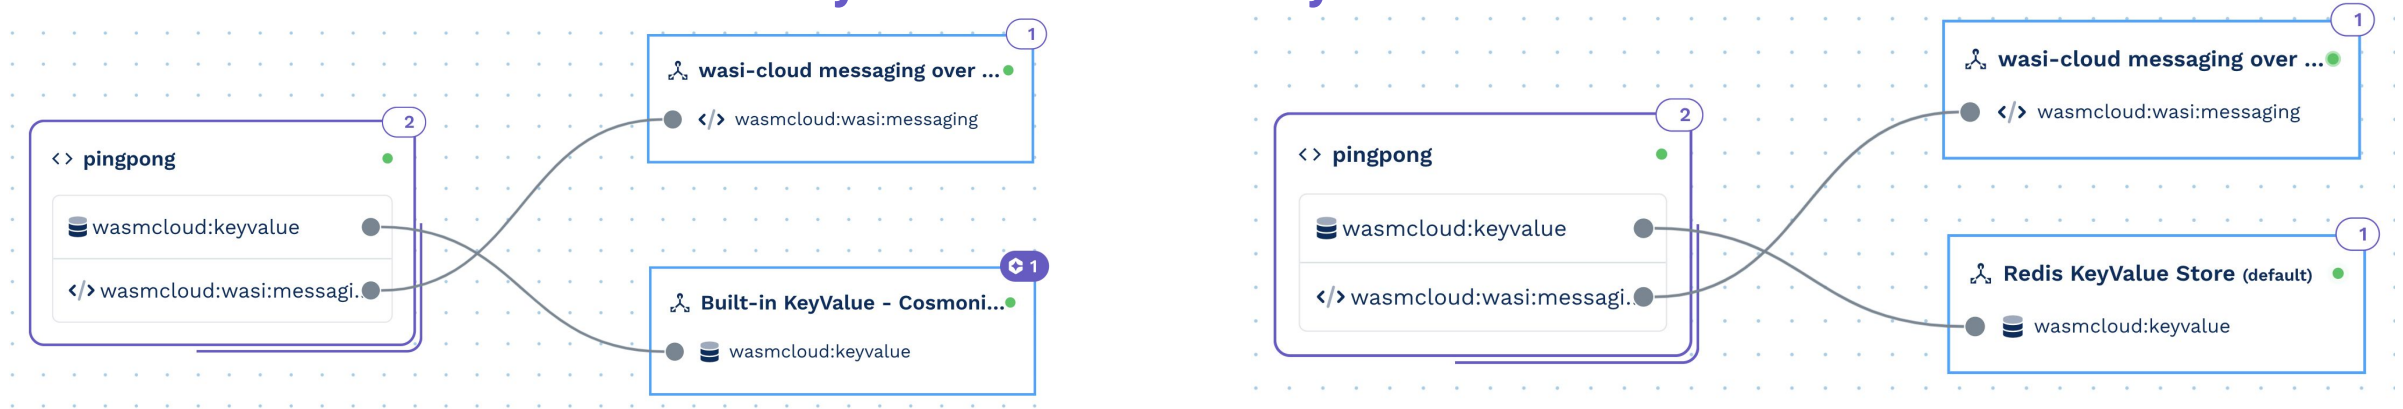 1
wasi-cloud messaging over ...
wasmcloud:wasi:messaging
2
pingpong
wasmcloud:keyvalue
wasmcloud:wasi:messagi..
1
Built-in KeyValue - Cosmoni...
wasmcloud:keyvalue
1
wasi-cloud messaging over ...
wasmcloud:wasi:messaging
2
pingpong
wasmcloud:keyvalue
wasmcloud:wasi:messagi..
1
Redis KeyValue Store (default)
wasmcloud:keyvalue